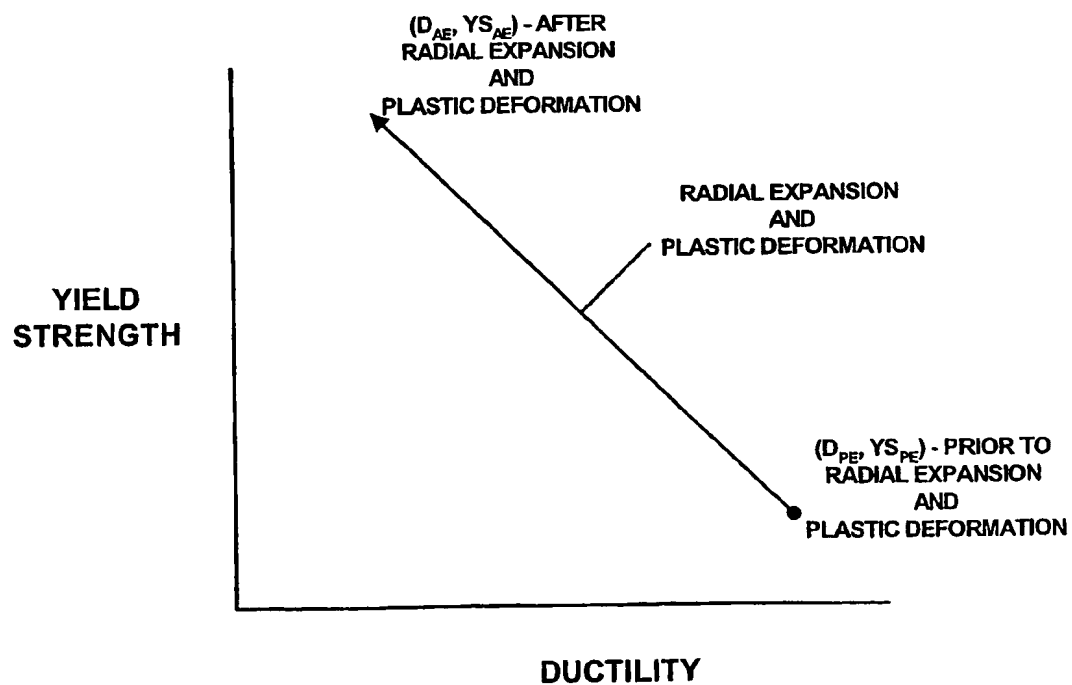 (D_AE, YS_AE) - AFTER
RADIAL EXPANSION
AND
PLASTIC DEFORMATION
RADIAL EXPANSION
AND
PLASTIC DEFORMATION
YIELD
STRENGTH
(D_PE, YS_PE) - PRIOR TO
RADIAL EXPANSION
AND
PLASTIC DEFORMATION
DUCTILITY